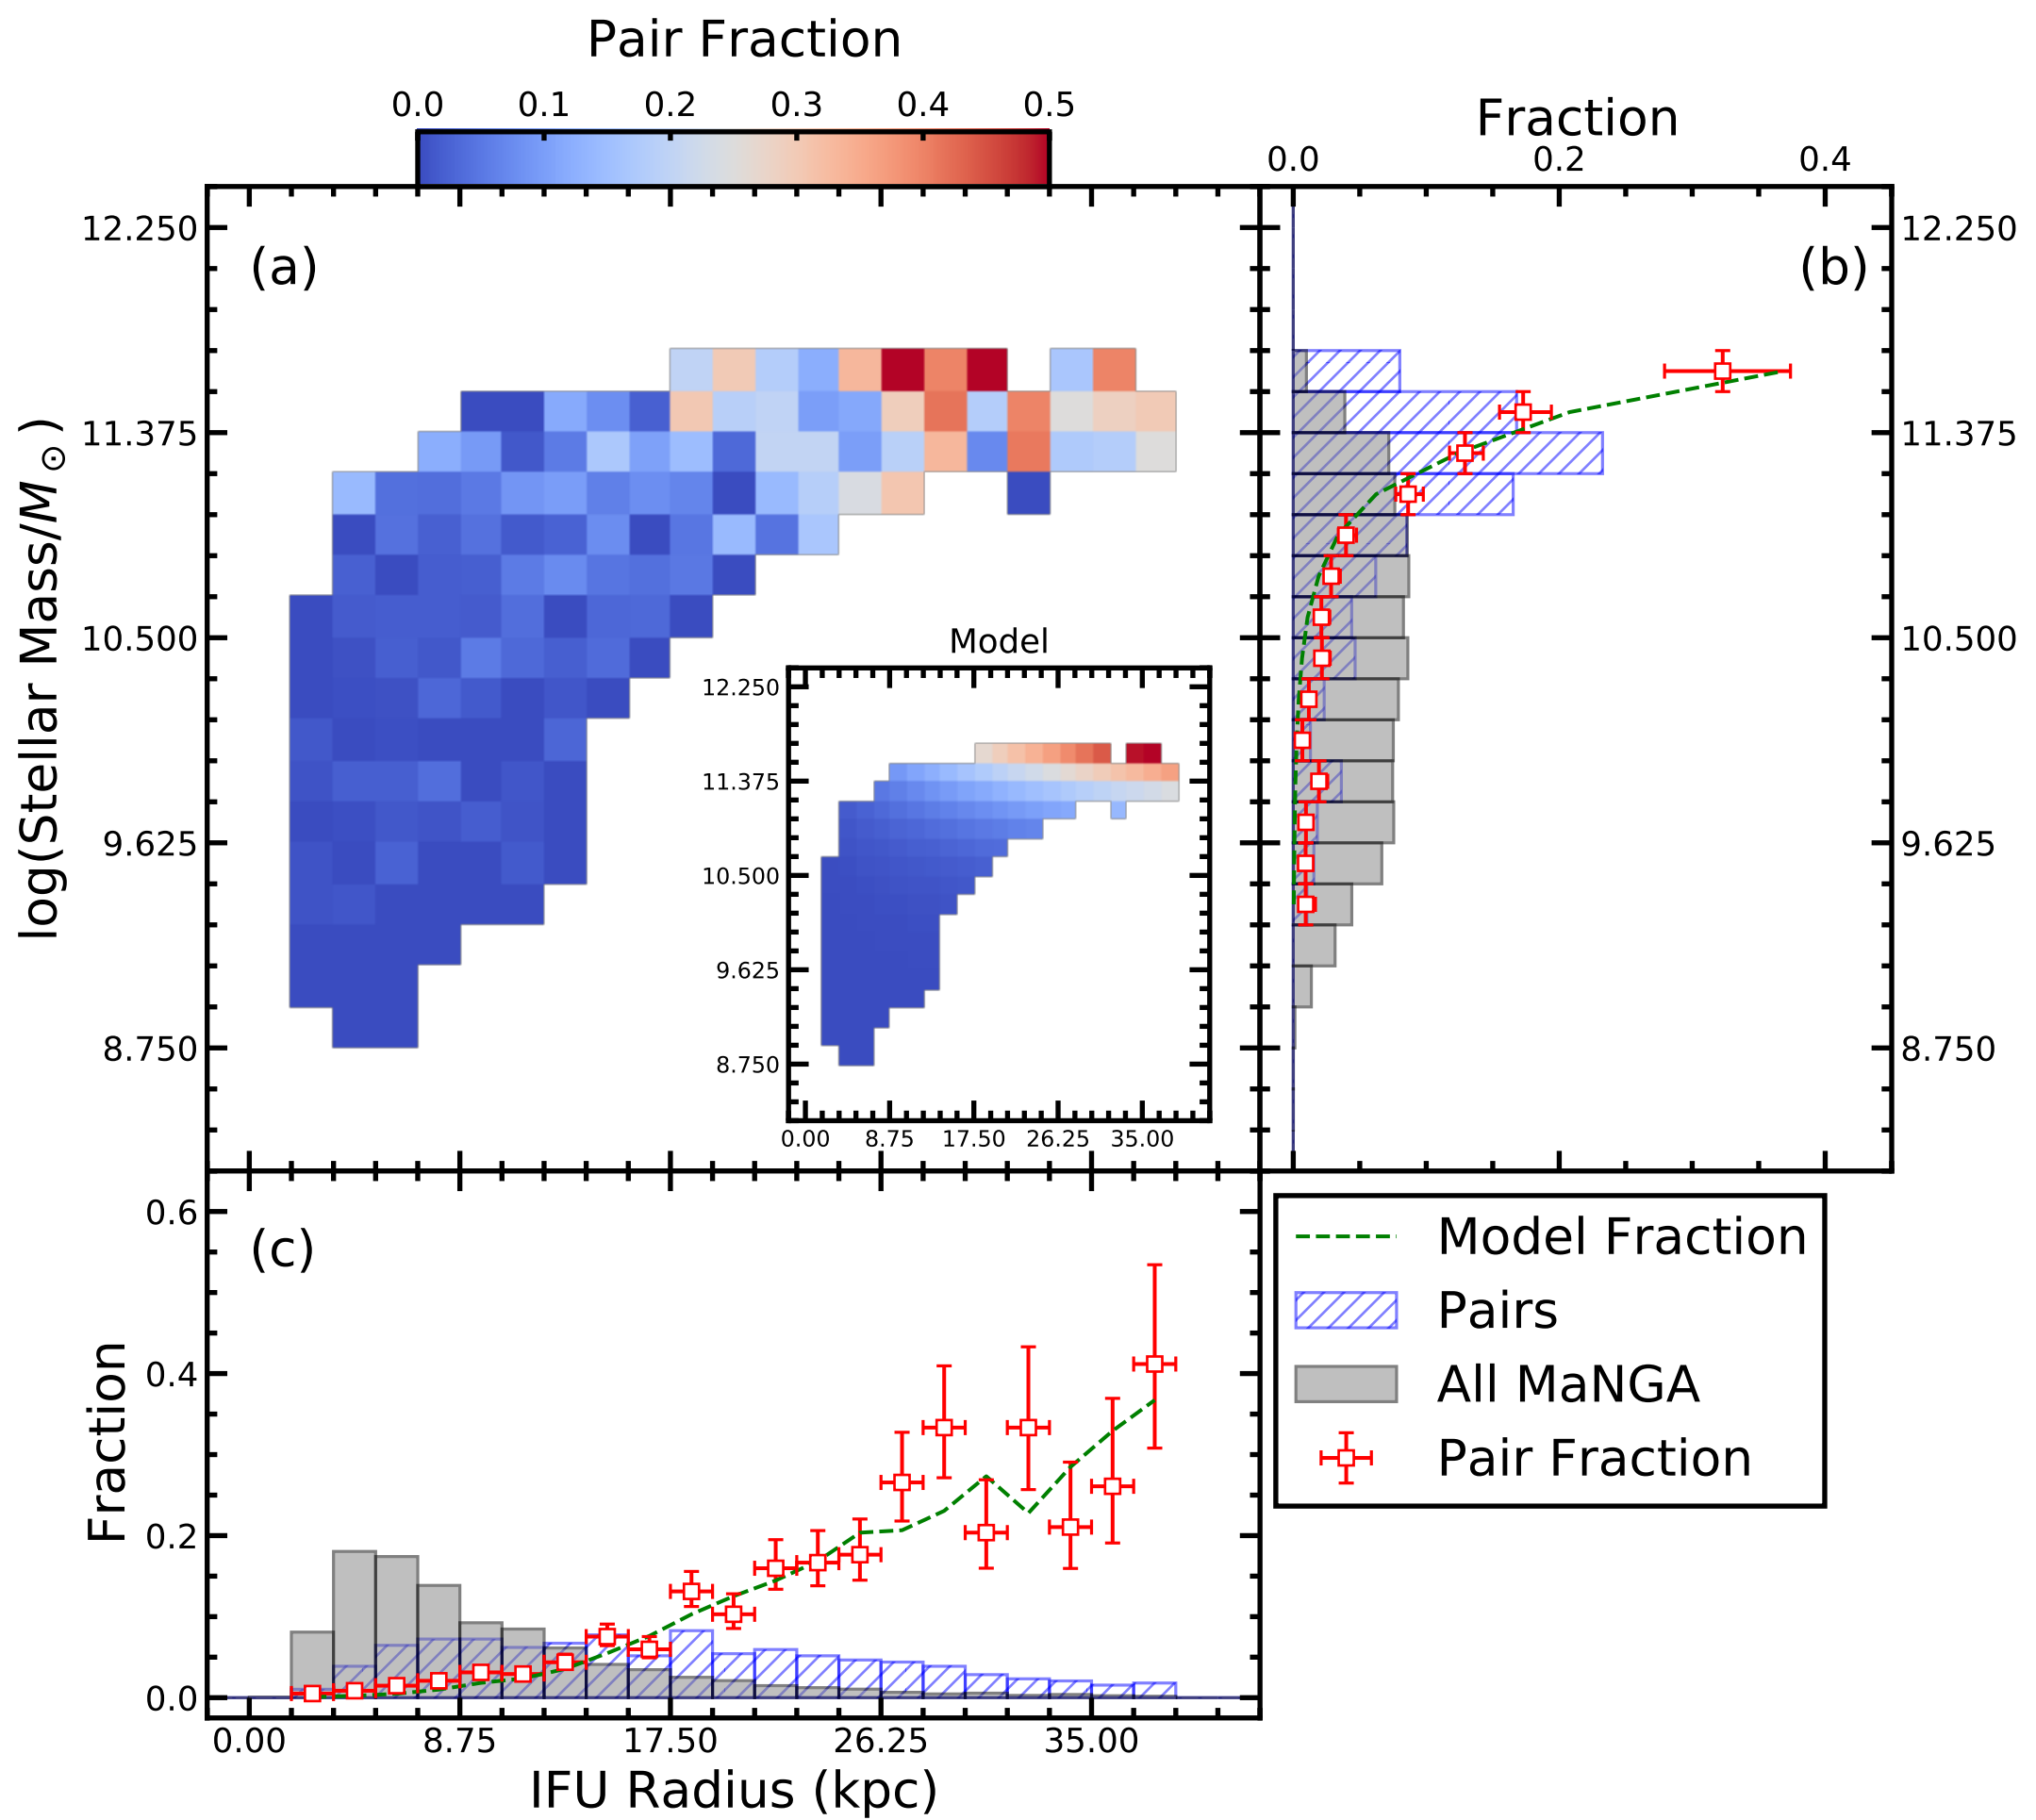 Pair Fraction
0.0 0.1 0.2 0.3 0.4 0.5
Fraction
0.0 0.2 0.4
(a)
(b)
log(Stellar Mass/M⊙)
12.250
11.375
10.500
9.625
8.750
12.250
11.375
10.500
9.625
8.750
Model
12.250
11.375
10.500
9.625
8.750
0.00 8.75 17.50 26.25 35.00
(c)
Fraction
0.6
0.4
0.2
0.0
0.00 8.75 17.50 26.25 35.00
IFU Radius (kpc)
Model Fraction
Pairs
All MaNGA
Pair Fraction